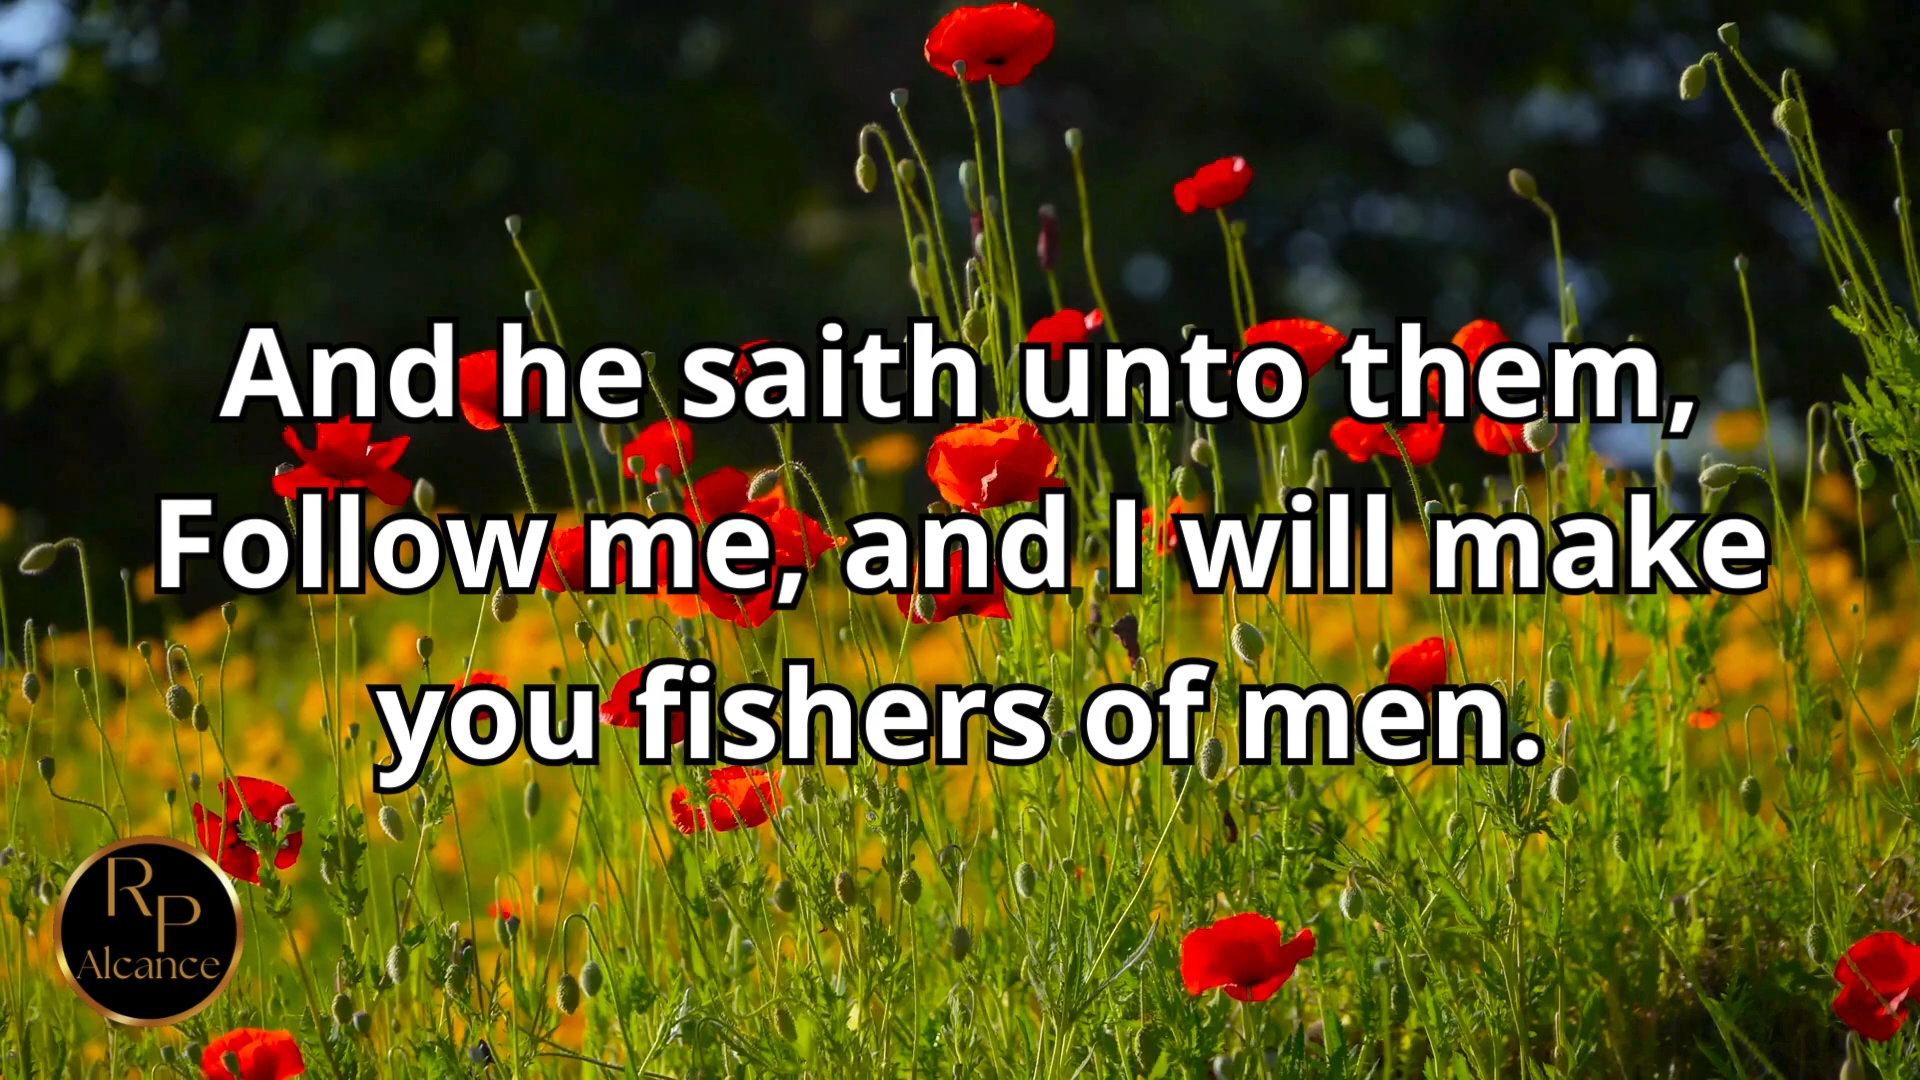 And he saith unto them,
Follow me, and I will make
you fishers of men.
RP
Alcance